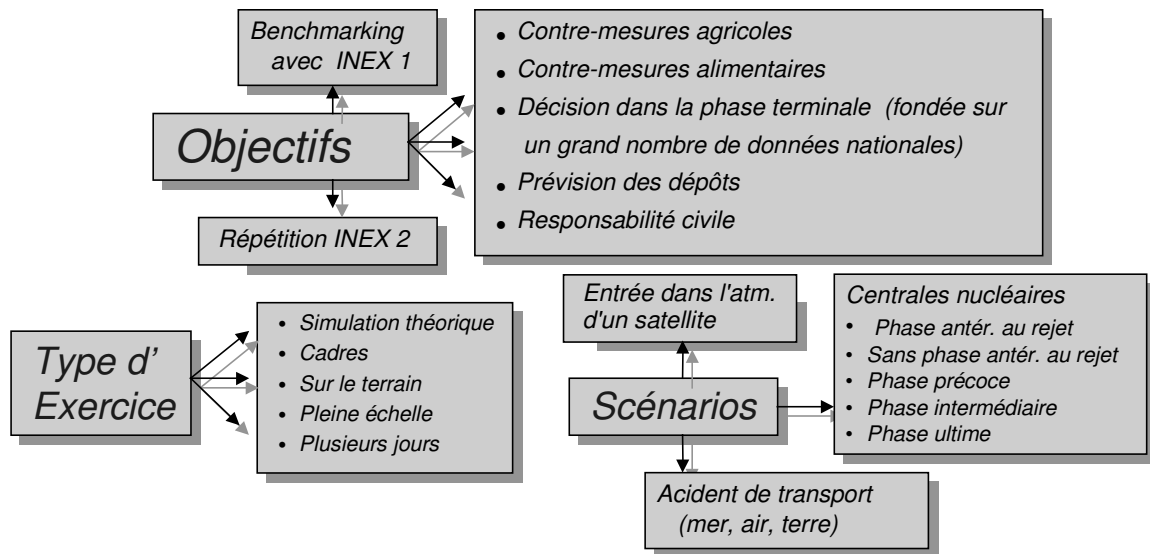 Benchmarking
avec INEX 1
Objectifs
Répétition INEX 2
• Contre-mesures agricoles
• Contre-mesures alimentaires
• Décision dans la phase terminale (fondée sur
un grand nombre de données nationales)
• Prévision des dépôts
• Responsabilité civile
Type d'
Exercice
• Simulation théorique
• Cadres
• Sur le terrain
• Pleine échelle
• Plusieurs jours
Entrée dans l'atm.
d'un satellite
Scénarios
Acident de transport
(mer, air, terre)
Centrales nucléaires
• Phase antér. au rejet
• Sans phase antér. au rejet
• Phase précoce
• Phase intermédiaire
• Phase ultime